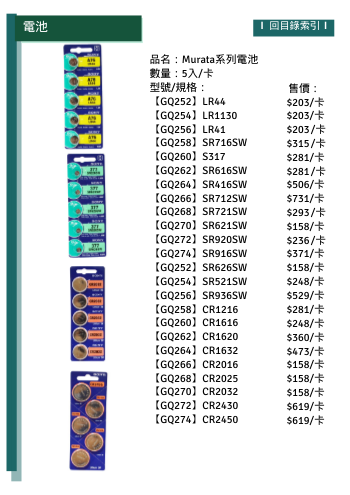 電池
回目錄索引
品名：Murata系列電池
數量：5入/卡
型號/規格：
售價：
【GQ252】LR44 $203/卡
【GQ254】LR1130 $203/卡
【GQ256】LR41 $203/卡
【GQ258】SR716SW $315/卡
【GQ260】S317 $281/卡
【GQ262】SR616SW $281/卡
【GQ264】SR416SW $506/卡
【GQ266】SR712SW $731/卡
【GQ268】SR721SW $293/卡
【GQ270】SR621SW $158/卡
【GQ272】SR920SW $236/卡
【GQ274】SR916SW $371/卡
【GQ252】SR626SW $158/卡
【GQ254】SR521SW $248/卡
【GQ256】SR936SW $529/卡
【GQ258】CR1216 $281/卡
【GQ260】CR1616 $248/卡
【GQ262】CR1620 $360/卡
【GQ264】CR1632 $473/卡
【GQ266】CR2016 $158/卡
【GQ268】CR2025 $158/卡
【GQ270】CR2032 $158/卡
【GQ272】CR2430 $619/卡
【GQ274】CR2450 $619/卡
377
377
377
377